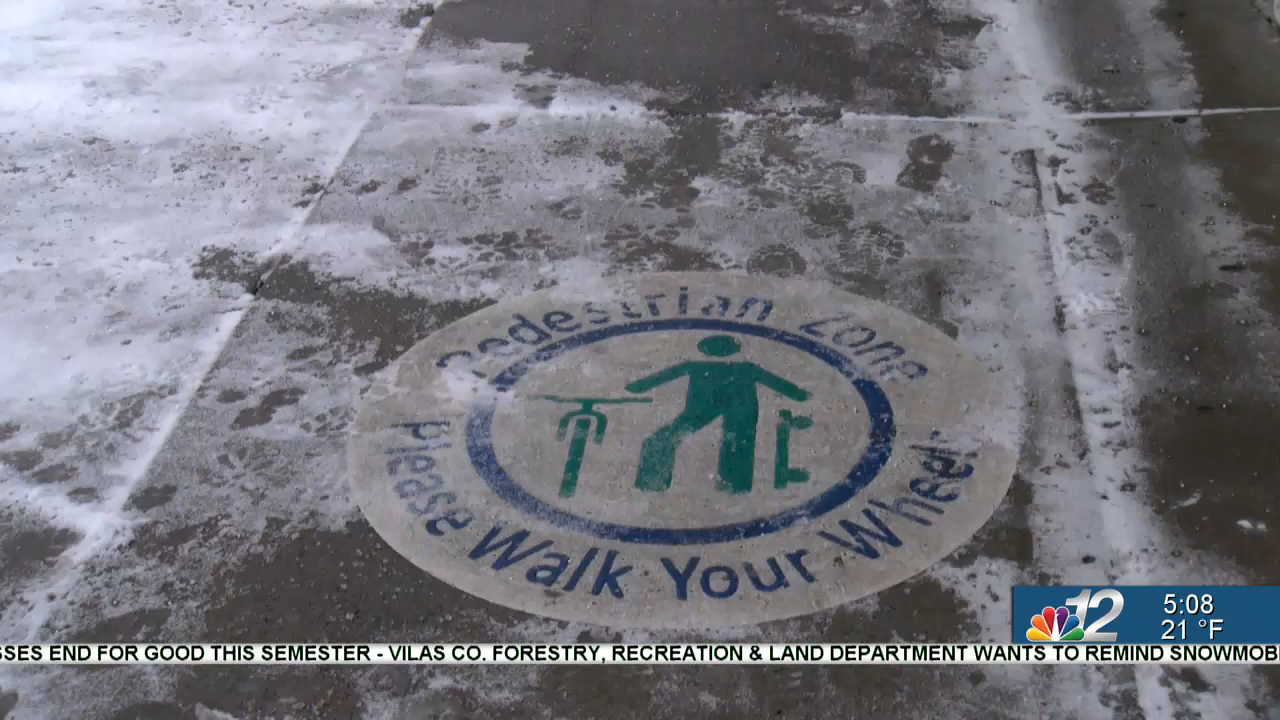 Pedestrian Zone
Please Walk Your Wheels
12
5:08
21 °F
SSES END FOR GOOD THIS SEMESTER - VILAS CO. FORESTRY, RECREATION & LAND DEPARTMENT WANTS TO REMIND SNOWMOBI